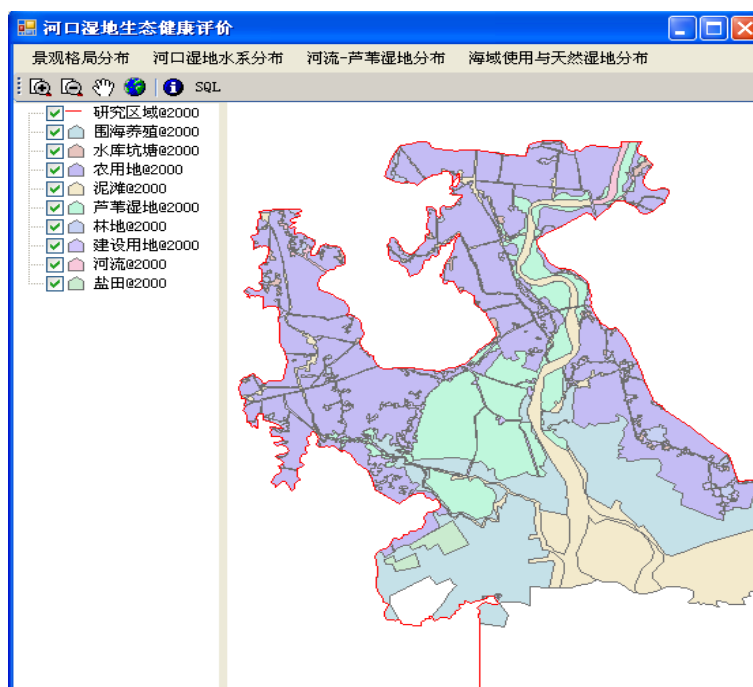 河口湿地生态健康评价
景观格局分布 河口湿地水系分布 河流-芦苇湿地分布 海域使用与天然湿地分布
SQL
研究区域@2000
围海养殖@2000
水库坑塘@2000
农用地@2000
泥滩@2000
芦苇湿地@2000
林地@2000
建设用地@2000
河流@2000
盐田@2000